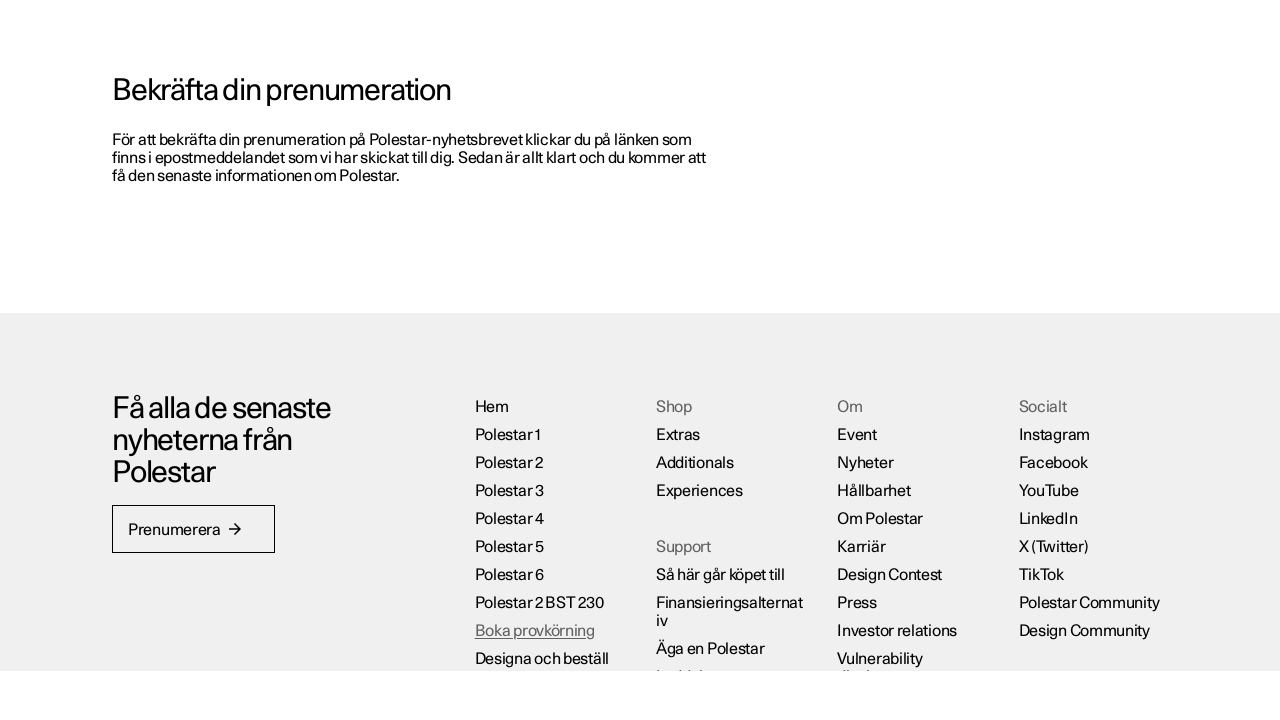 Bekräfta din prenumeration
För att bekräfta din prenumeration på Polestar-nyhetsbrevet klickar du på länken som
finns i epostmeddelandet som vi har skickat till dig. Sedan är allt klart och du kommer att
få den senaste informationen om Polestar.
Få alla de senaste
nyheterna från
Polestar
Prenumerera →
Hem
Polestar 1
Polestar 2
Polestar 3
Polestar 4
Polestar 5
Polestar 6
Polestar 2 BST 230
Boka provkörning
Designa och beställ
Shop
Extras
Additionals
Experiences
Support
Så här går köpet till
Finansieringsalternat
iv
Äga en Polestar
Om
Event
Nyheter
Hållbarhet
Om Polestar
Karriär
Design Contest
Press
Investor relations
Vulnerability
Socialt
Instagram
Facebook
YouTube
LinkedIn
X (Twitter)
TikTok
Polestar Community
Design Community